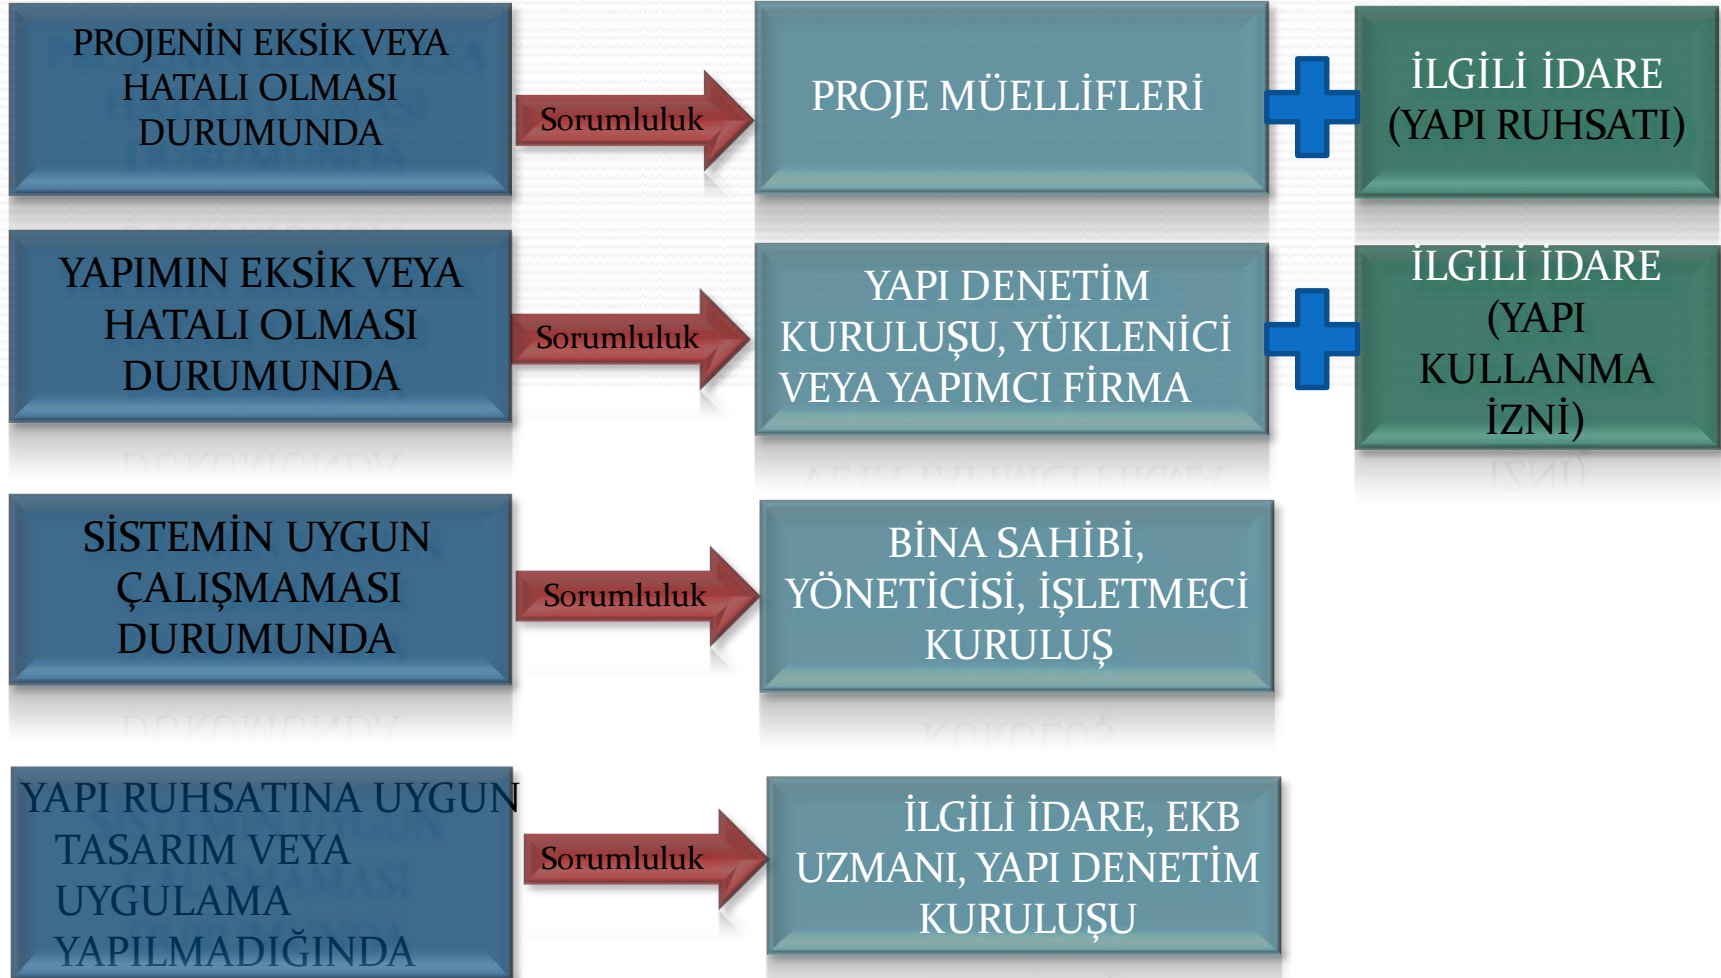 PROJENİN EKSİK VEYA
HATALI OLMASI
DURUMUNDA
Sorumluluk
PROJE MÜELLİFLERİ
İLGİLİ İDARE
(YAPI RUHSATI)
YAPIMIN EKSİK VEYA
HATALI OLMASI
DURUMUNDA
Sorumluluk
YAPI DENETİM
KURULUŞU, YÜKLENİCİ
VEYA YAPIMCI FİRMA
İLGİLİ İDARE
(YAPI
KULLANMA
İZNİ)
SİSTEMİN UYGUN
ÇALIŞMAMASI
DURUMUNDA
Sorumluluk
BİNA SAHİBİ,
YÖNETİCİSİ, İŞLETMECİ
KURULUŞ
YAPI RUHSATINA UYGUN
TASARIM VEYA
UYGULAMA
YAPILMADIĞINDA
Sorumluluk
İLGİLİ İDARE, EKB
UZMANI, YAPI DENETİM
KURULUŞU